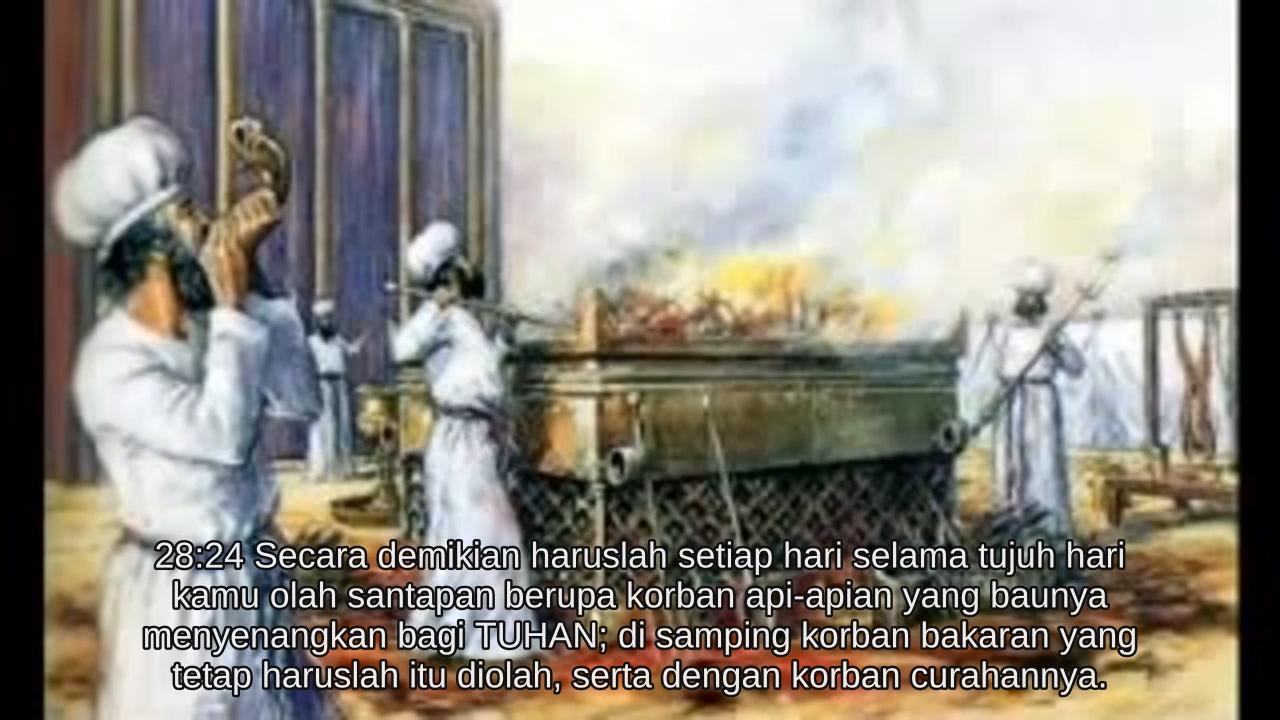 28:24 Secara demikian haruslah setiap hari selama tujuh hari
kamu olah santapan berupa korban api-apian yang baunya
menyenangkan bagi TUHAN; di samping korban bakaran yang
tetap haruslah itu diolah, serta dengan korban curahannya.